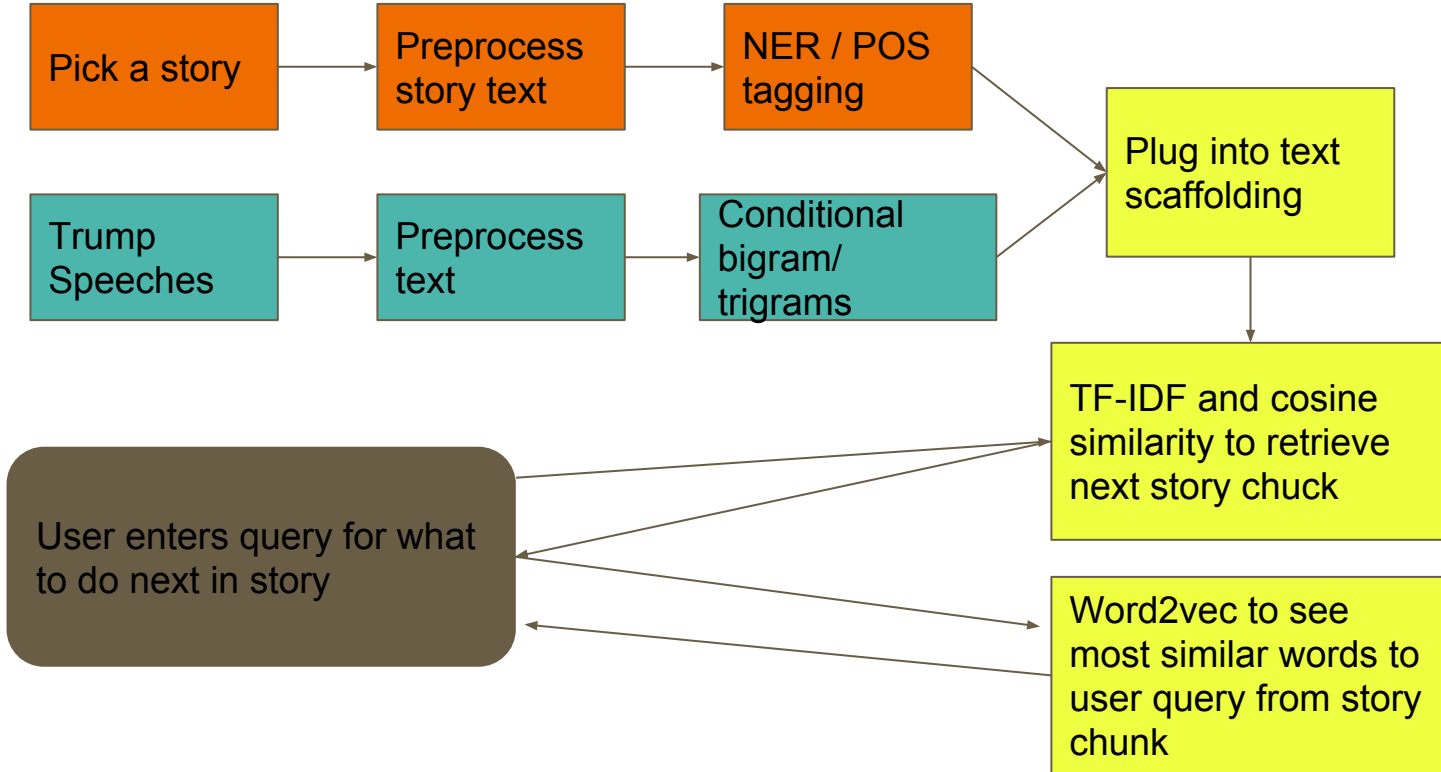 Pick a story
Preprocess
story text
NER / POS
tagging
Plug into text
scaffolding
Trump
Speeches
Preprocess
text
Conditional
bigram/
trigrams
TF-IDF and cosine
similarity to retrieve
next story chuck
User enters query for what
to do next in story
Word2vec to see
most similar words to
user query from story
chunk